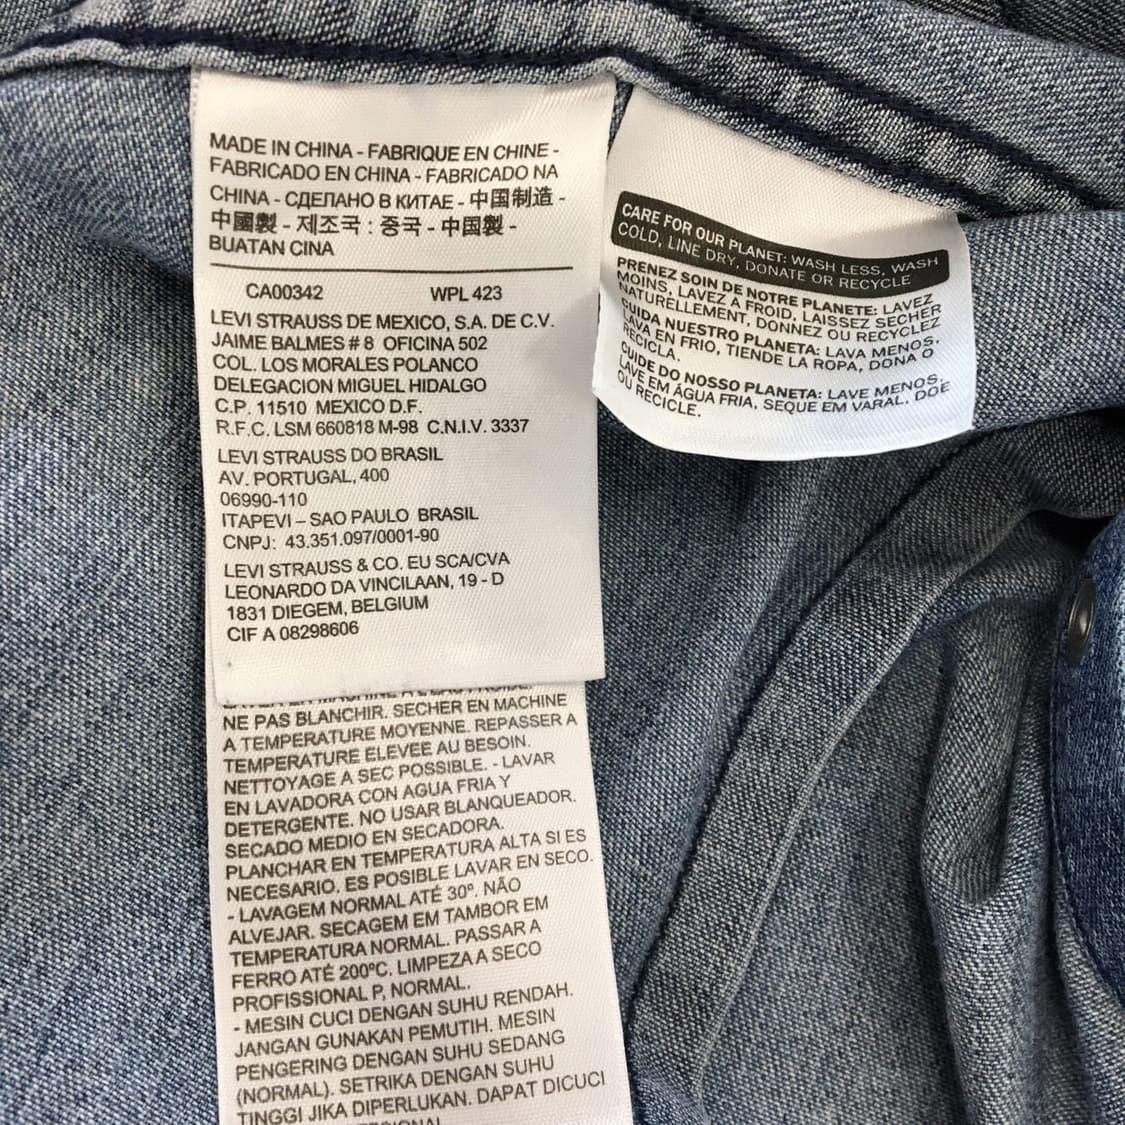 MADE IN CHINA - FABRIQUE EN CHINE -
FABRICADO EN CHINA - FABRICADO NA
CHINA - СДЕЛАНО В КИТАЕ - 中国制造 -
中國製 - 제조국 : 중국 - 中国製 -
BUATAN CINA
CA00342 WPL 423
LEVI STRAUSS DE MEXICO, S.A. DE C.V.
JAIME BALMES # 8 OFICINA 502
COL. LOS MORALES POLANCO
DELEGACION MIGUEL HIDALGO
C.P. 11510 MEXICO D.F.
R.F.C. LSM 660818 M-98 C.N.I.V. 3337
LEVI STRAUSS DO BRASIL
AV. PORTUGAL, 400
06990-110
ITAPEVI – SAO PAULO BRASIL
CNPJ: 43.351.097/0001-90
LEVI STRAUSS & CO. EU SCA/CVA
LEONARDO DA VINCILAAN, 19 - D
1831 DIEGEM, BELGIUM
CIF A 08298606
NE PAS BLANCHIR. SECHER EN MACHINE
A TEMPERATURE MOYENNE. REPASSER A
TEMPERATURE ELEVEE AU BESOIN.
NETTOYAGE A SEC POSSIBLE. - LAVAR
EN LAVADORA CON AGUA FRIA Y
DETERGENTE. NO USAR BLANQUEADOR.
SECADO MEDIO EN SECADORA.
PLANCHAR EN TEMPERATURA ALTA SI ES
NECESARIO. ES POSIBLE LAVAR EN SECO.
- LAVAGEM NORMAL ATÉ 30º. NÃO
ALVEJAR. SECAGEM EM TAMBOR EM
TEMPERATURA NORMAL. PASSAR A
FERRO ATÉ 200ºC. LIMPEZA A SECO
PROFISSIONAL P, NORMAL.
- MESIN CUCI DENGAN SUHU RENDAH.
JANGAN GUNAKAN PEMUTIH. MESIN
PENGERING DENGAN SUHU SEDANG
(NORMAL). SETRIKA DENGAN SUHU
TINGGI JIKA DIPERLUKAN. DAPAT DICUCI
CARE FOR OUR PLANET: WASH LESS, WASH
COLD, LINE DRY, DONATE OR RECYCLE
PRENEZ SOIN DE NOTRE PLANETE: LAVEZ
MOINS, LAVEZ A FROID, LAISSEZ SECHER
NATURELLEMENT, DONNEZ OU RECYCLEZ
CUIDA NUESTRO PLANETA: LAVA MENOS,
LAVA EN FRIO, TIENDE LA ROPA, DONA O
RECICLA.
CUIDE DO NOSSO PLANETA: LAVE MENOS,
LAVE EM ÁGUA FRIA, SEQUE EM VARAL, DOE
OU RECICLE.